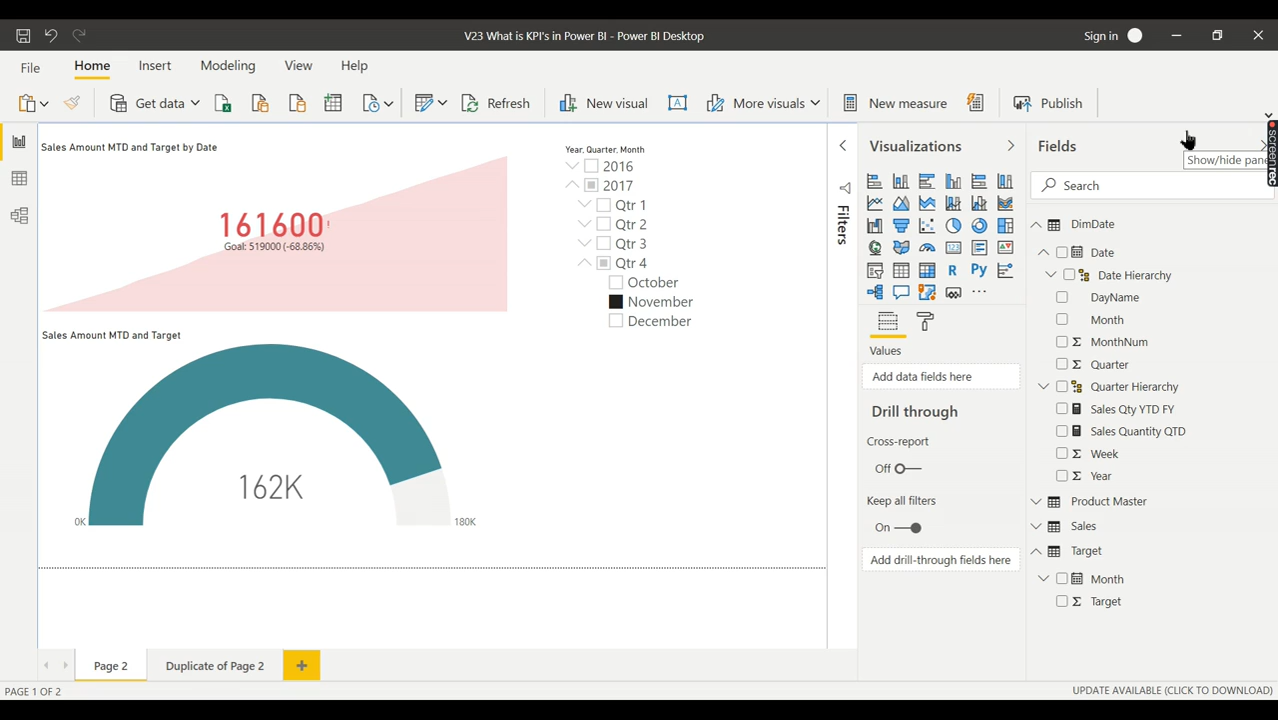 V23 What is KPI's in Power BI - Power BI Desktop
Sign in
File Home Insert Modeling View Help
Get data Refresh New visual More visuals New measure Publish
Sales Amount MTD and Target by Date
161600!
Goal: 519000 (-68.86%)
Sales Amount MTD and Target
162K
0K
180K
Year, Quarter, Month
2016
2017
Qtr 1
Qtr 2
Qtr 3
Qtr 4
October
November
December
Filters
Visualizations
R Py
Values
Add data fields here
Drill through
Cross-report
Off
Keep all filters
On
Add drill-through fields here
Fields
Show/hide pane
screenrec
Search
DimDate
Date
Date Hierarchy
DayName
Month
Σ MonthNum
Σ Quarter
Quarter Hierarchy
Sales Qty YTD FY
Sales Quantity QTD
Σ Week
Σ Year
Product Master
Sales
Target
Month
Σ Target
Page 2
Duplicate of Page 2
PAGE 1 OF 2
UPDATE AVAILABLE (CLICK TO DOWNLOAD)